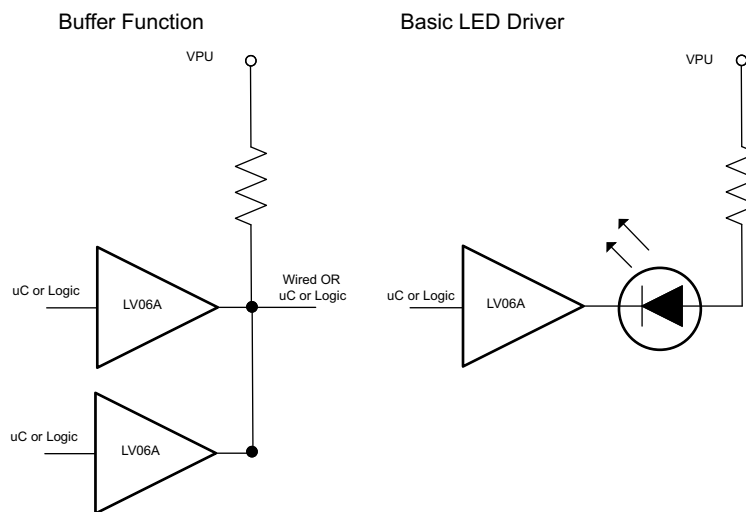 Buffer Function
Basic LED Driver
VPU
VPU
Wired OR
uC or Logic
uC or Logic
LV06A
uC or Logic
LV06A
uC or Logic
LV06A